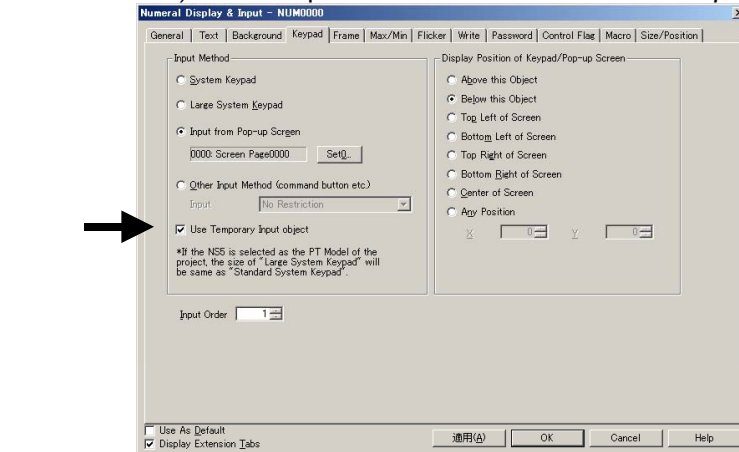 Numeral Display & Input - NUM0000
General Text Background Keypad Frame Max/Min Flicker Write Password Control Flag Macro Size/Position
Input Method
System Keypad
Large System Keypad
Input from Pop-up Screen
0000: Screen Page0000 Set0..
Other Input Method (command button etc.)
Input No Restriction
Use Temporary Input object
*If the NS5 is selected as the PT Model of the
project, the size of "Large System Keypad" will
be same as "Standard System Keypad".
Input Order 1
Display Position of Keypad/Pop-up Screen
Above this Object
Below this Object
Top Left of Screen
Bottom Left of Screen
Top Right of Screen
Bottom Right of Screen
Center of Screen
Any Position
X 0 Y 0
Use As Default
Display Extension Tabs
適用(A) OK Cancel Help